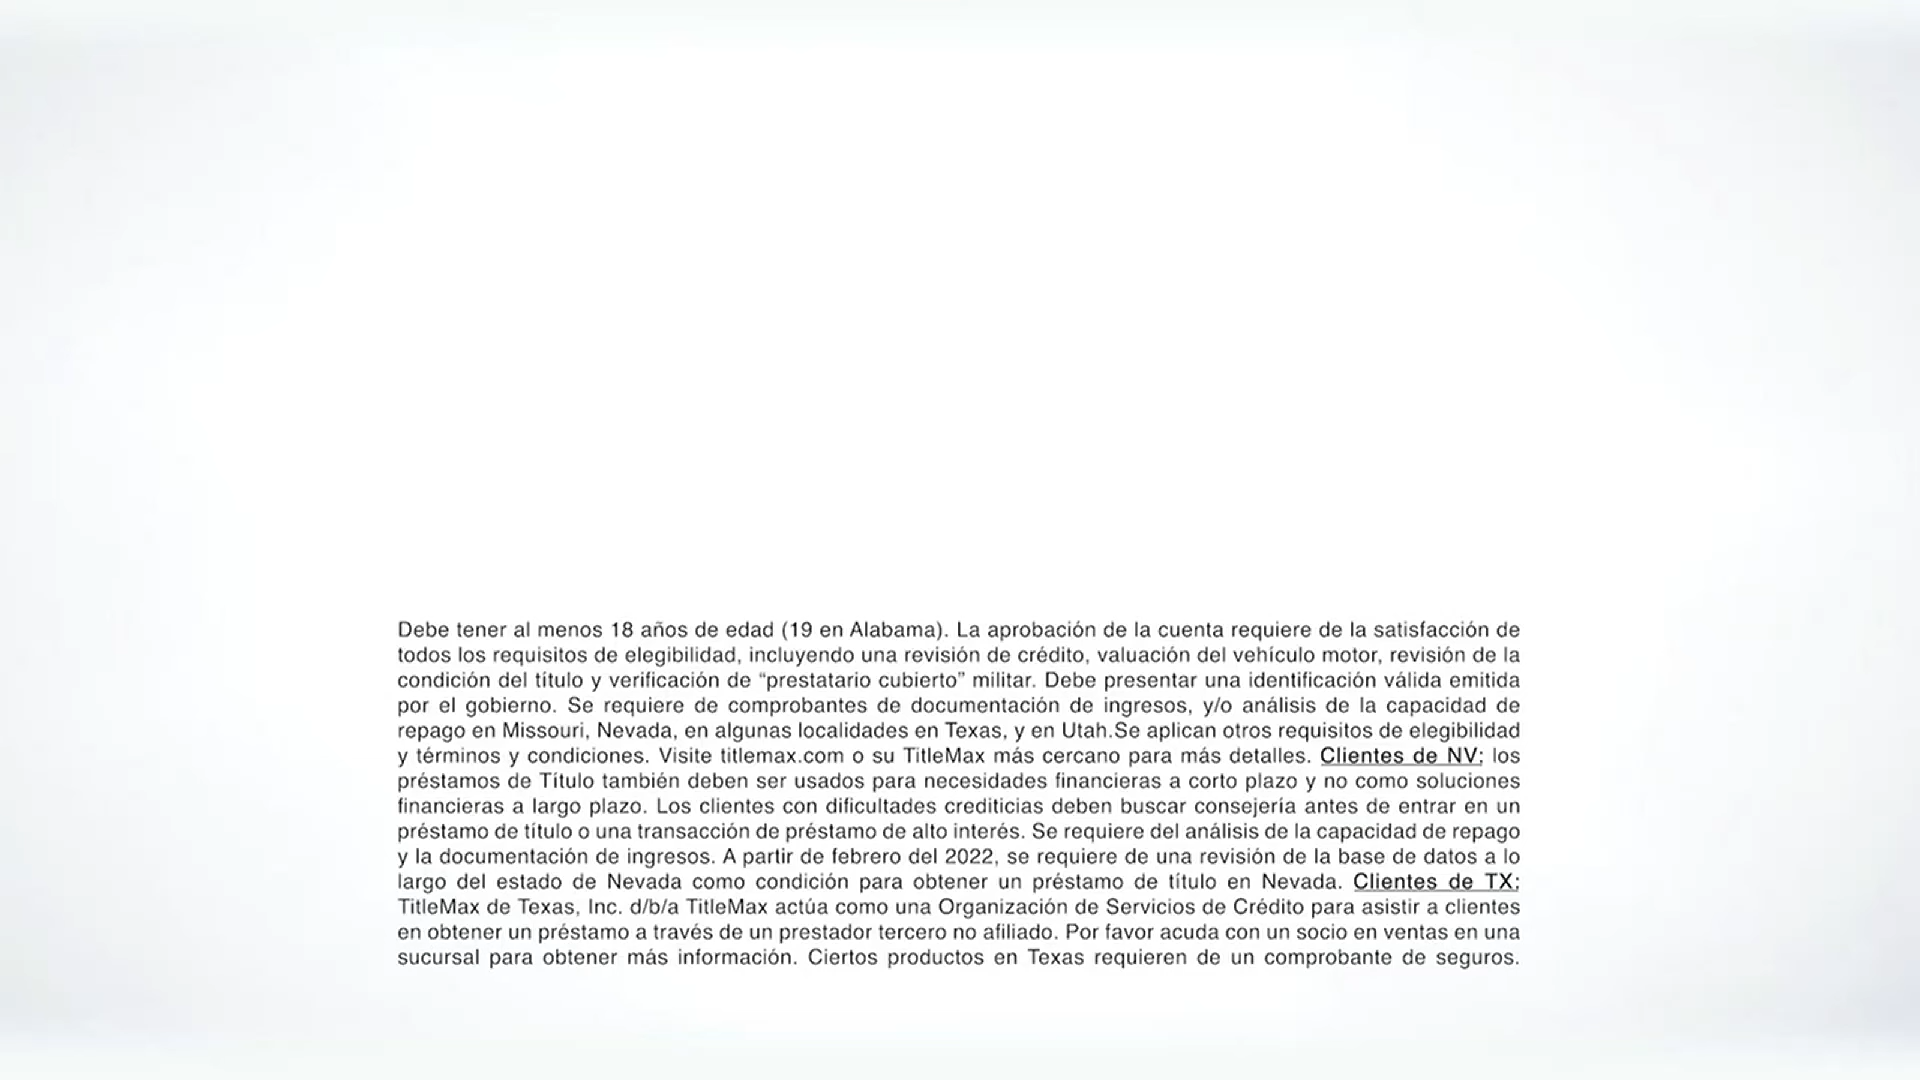 Debe tener al menos 18 años de edad (19 en Alabama). La aprobación de la cuenta requiere de la satisfacción de
todos los requisitos de elegibilidad, incluyendo una revisión de crédito, valuación del vehículo motor, revisión de la
condición del título y verificación de “prestatario cubierto” militar. Debe presentar una identificación válida emitida
por el gobierno. Se requiere de comprobantes de documentación de ingresos, y/o análisis de la capacidad de
repago en Missouri, Nevada, en algunas localidades en Texas, y en Utah.Se aplican otros requisitos de elegibilidad
y términos y condiciones. Visite titlemax.com o su TitleMax más cercano para más detalles. Clientes de NV: los
préstamos de Título también deben ser usados para necesidades financieras a corto plazo y no como soluciones
financieras a largo plazo. Los clientes con dificultades crediticias deben buscar consejería antes de entrar en un
préstamo de título o una transacción de préstamo de alto interés. Se requiere del análisis de la capacidad de repago
y la documentación de ingresos. A partir de febrero del 2022, se requiere de una revisión de la base de datos a lo
largo del estado de Nevada como condición para obtener un préstamo de título en Nevada. Clientes de TX:
TitleMax de Texas, Inc. d/b/a TitleMax actúa como una Organización de Servicios de Crédito para asistir a clientes
en obtener un préstamo a través de un prestador tercero no afiliado. Por favor acuda con un socio en ventas en una
sucursal para obtener más información. Ciertos productos en Texas requieren de un comprobante de seguros.